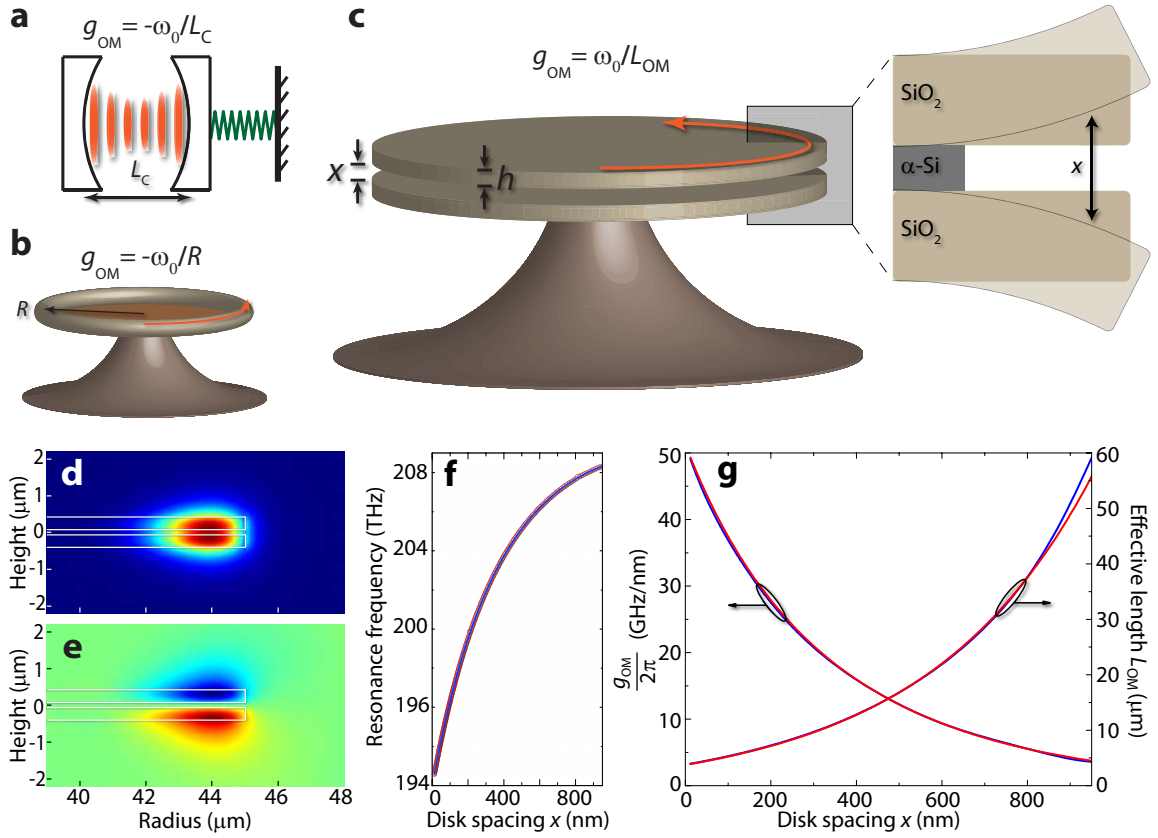 a
g_OM = -ω₀/L_C
L_C
b
g_OM = -ω₀/R
R
c
g_OM = ω₀/L_OM
x
h
SiO₂
α-Si
x
SiO₂
d
Height (μm)
2
1
0
-1
-2
e
Height (μm)
2
1
0
-1
-2
40
42
44
46
48
Radius (μm)
f
Resonance frequency (THz)
208
204
200
196
194
0
400
800
Disk spacing x (nm)
g
g_OM/2π (GHz/nm)
50
40
30
20
10
0
Effective length L_OM (μm)
60
50
40
30
20
10
0
0
200
400
600
800
Disk spacing x (nm)